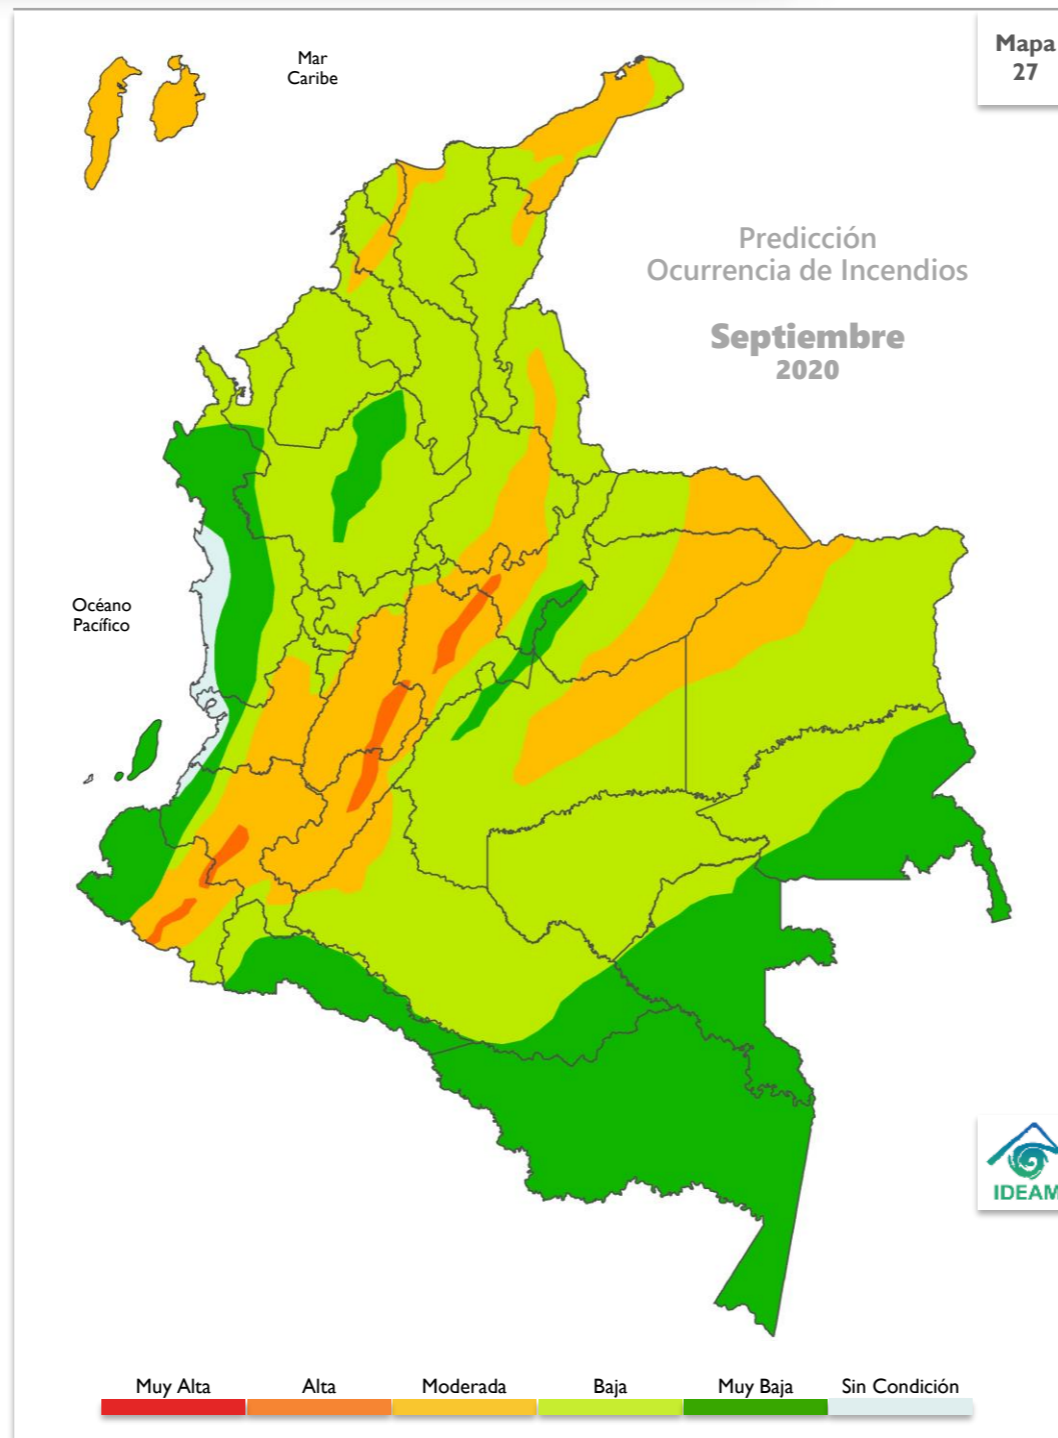 Mapa
27
Mar
Caribe
Predicción
Ocurrencia de Incendios
Septiembre
2020
Océano
Pacífico
IDEAM
Muy Alta
Alta
Moderada
Baja
Muy Baja
Sin Condición